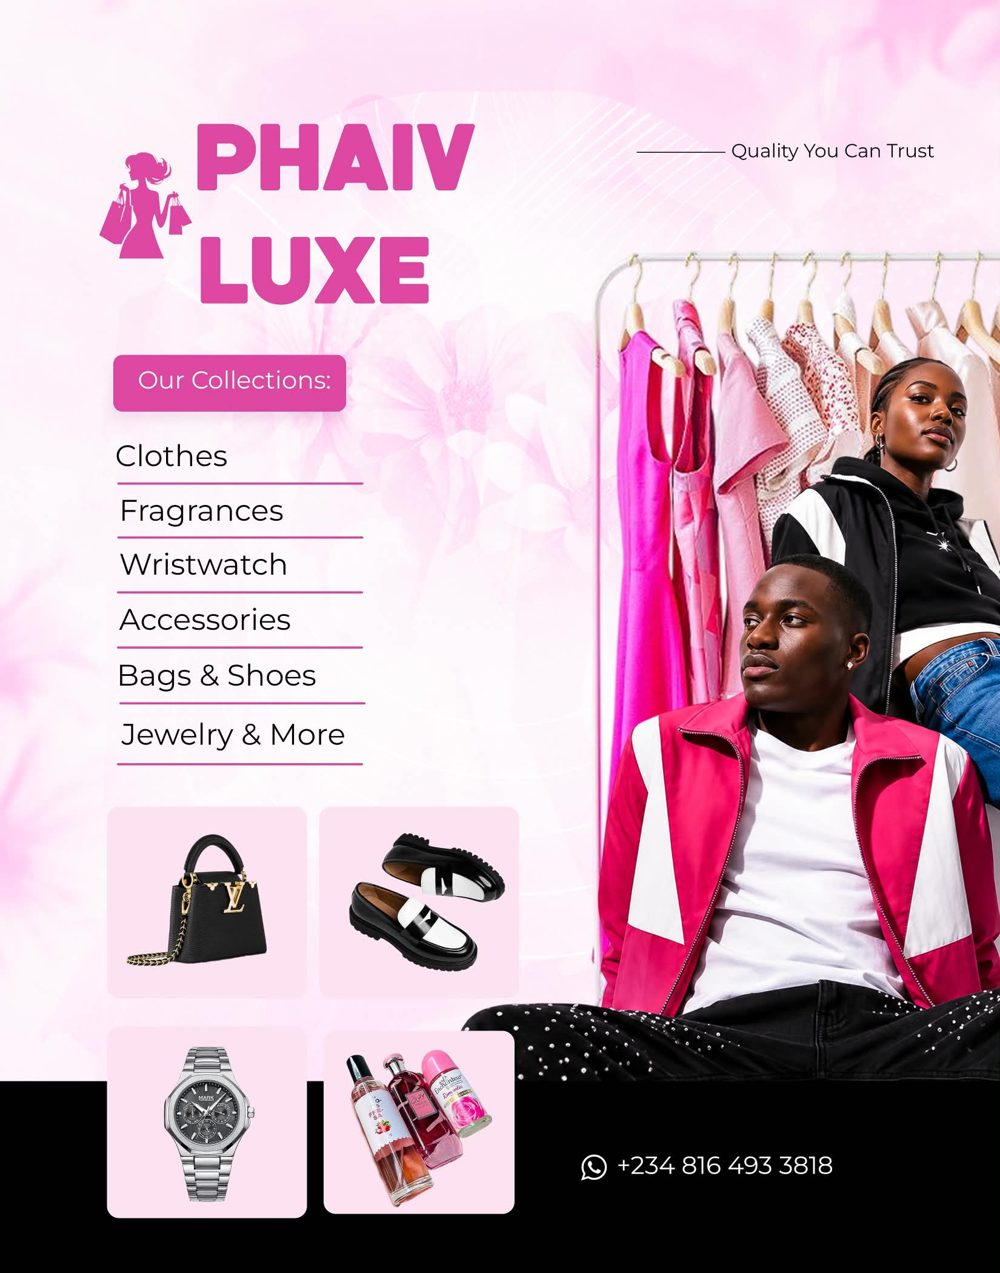 PHAIV
LUXE
Quality You Can Trust
Our Collections:
Clothes
Fragrances
Wristwatch
Accessories
Bags & Shoes
Jewelry & More
LV
+234 816 493 3818